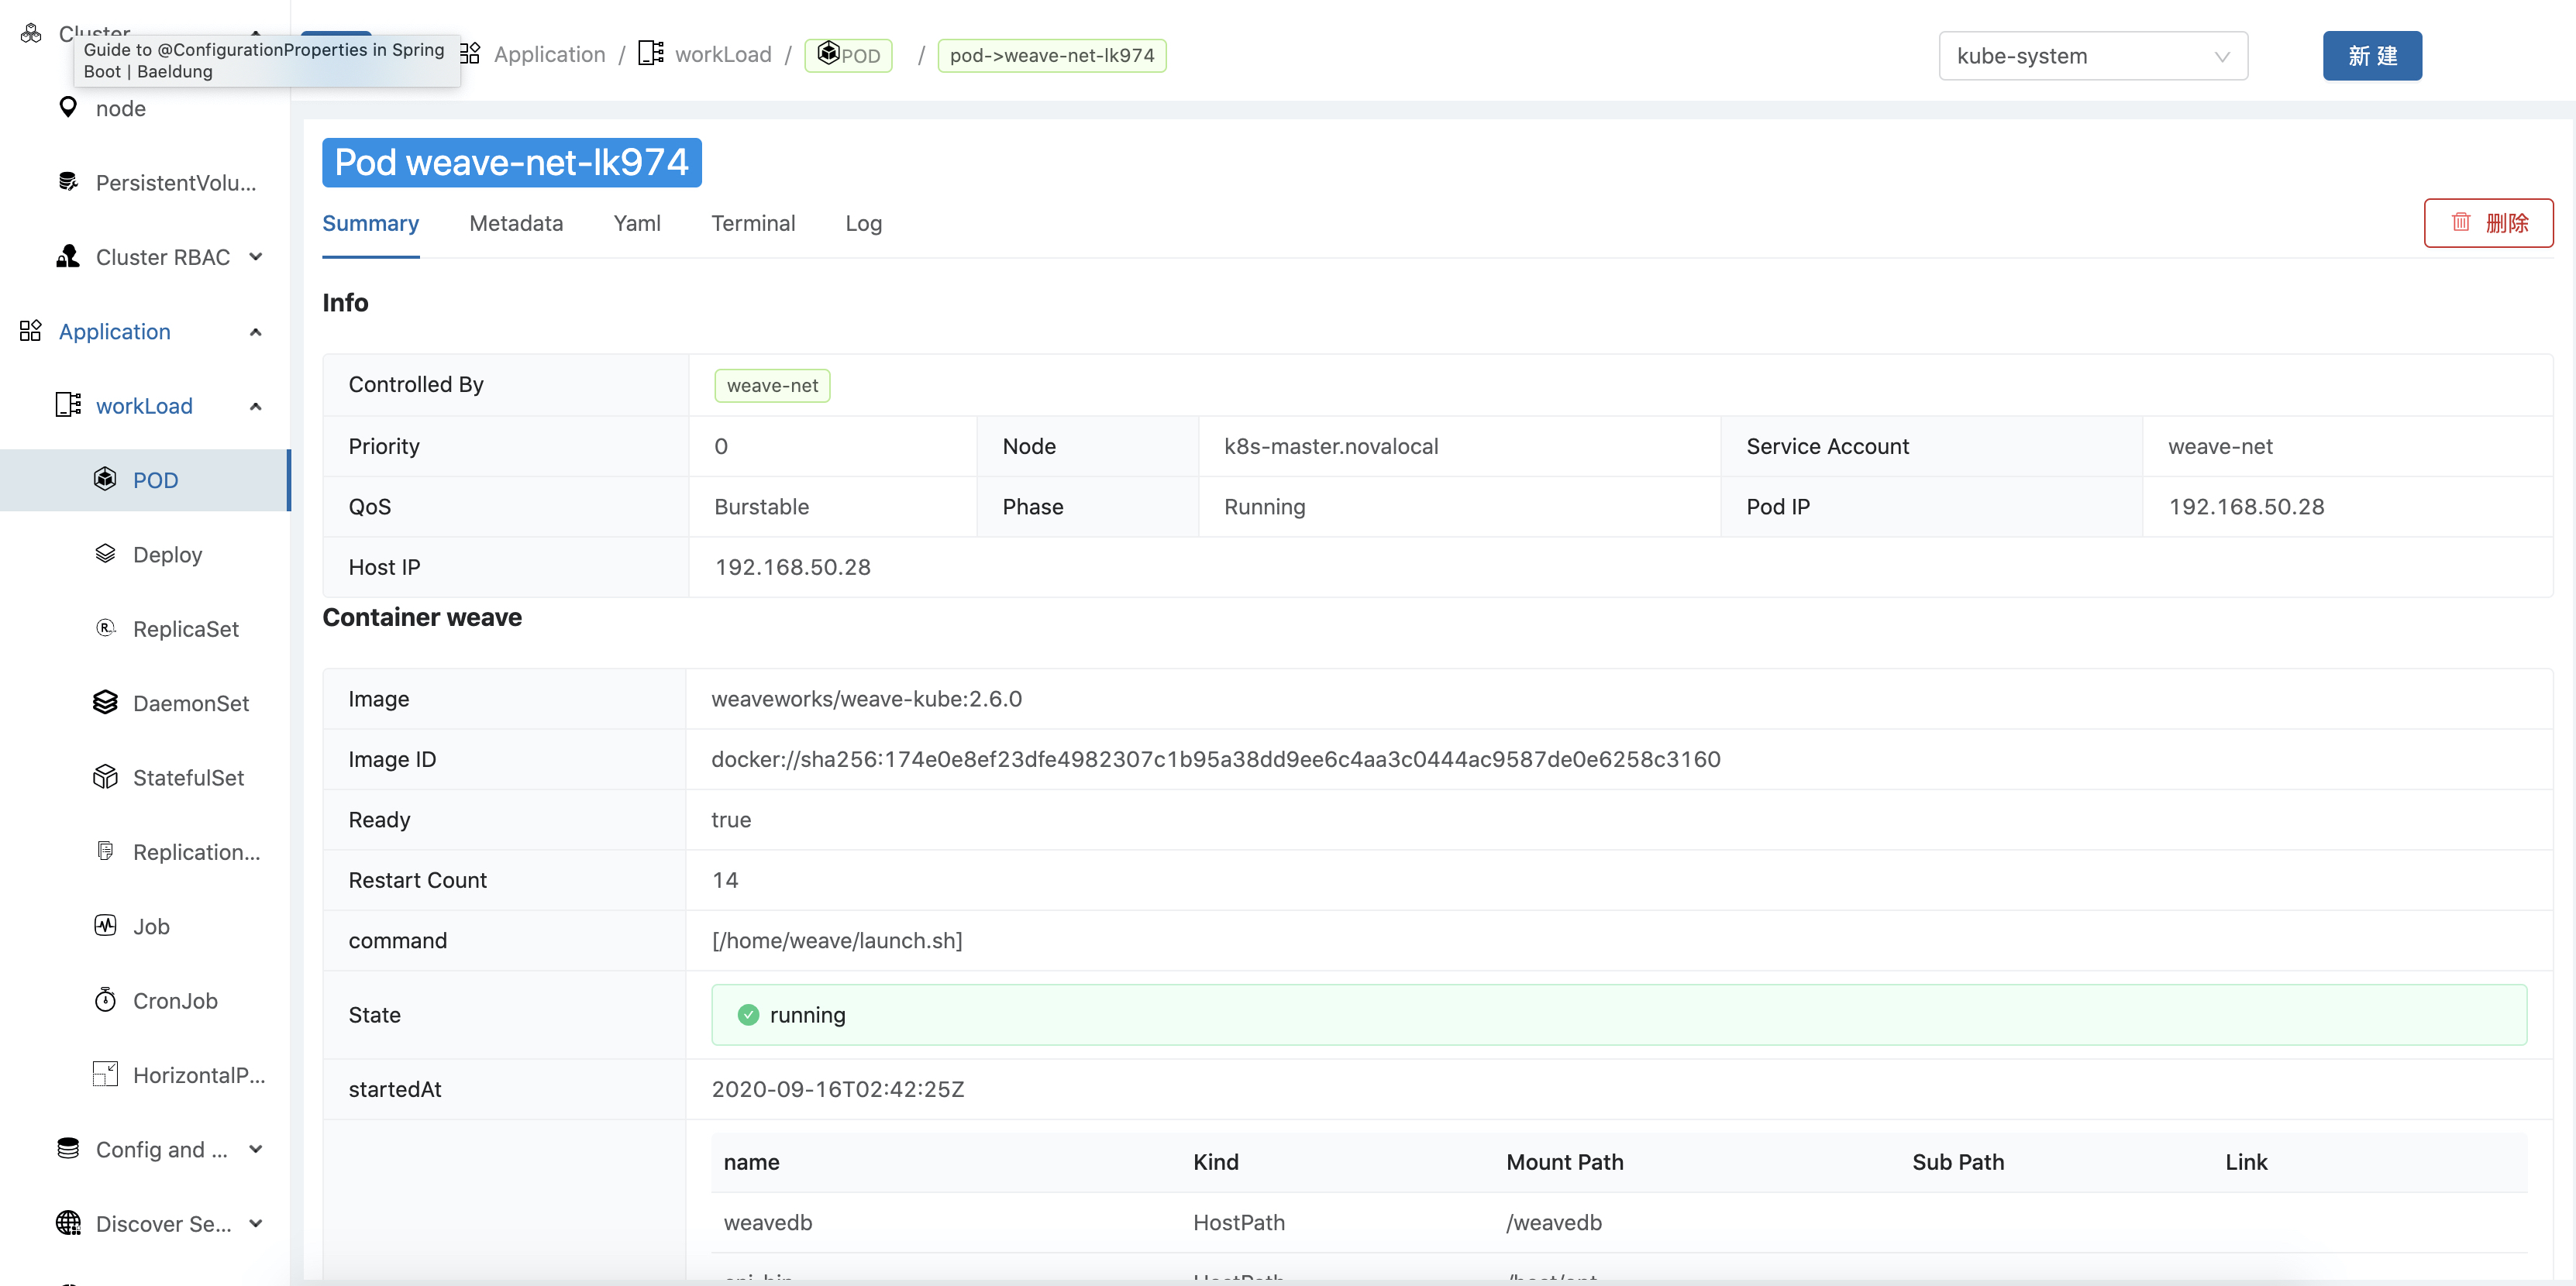 Cluster
Guide to @ConfigurationProperties in Spring
Boot | Baeldung
node
PersistentVolu...
Cluster RBAC
Application
workLoad
POD
Deploy
ReplicaSet
DaemonSet
StatefulSet
Replication...
Job
CronJob
HorizontalP...
Config and ...
Discover Se...
Application / workLoad / POD / pod->weave-net-lk974
kube-system
新 建
Pod weave-net-lk974
Summary Metadata Yaml Terminal Log
删除
Info
Controlled By weave-net
Priority 0 Node k8s-master.novalocal Service Account weave-net
QoS Burstable Phase Running Pod IP 192.168.50.28
Host IP 192.168.50.28
Container weave
Image weaveworks/weave-kube:2.6.0
Image ID docker://sha256:174e0e8ef23dfe4982307c1b95a38dd9ee6c4aa3c0444ac9587de0e6258c3160
Ready true
Restart Count 14
command [/home/weave/launch.sh]
State running
startedAt 2020-09-16T02:42:25Z
name Kind Mount Path Sub Path Link
weavedb HostPath /weavedb
HostPath